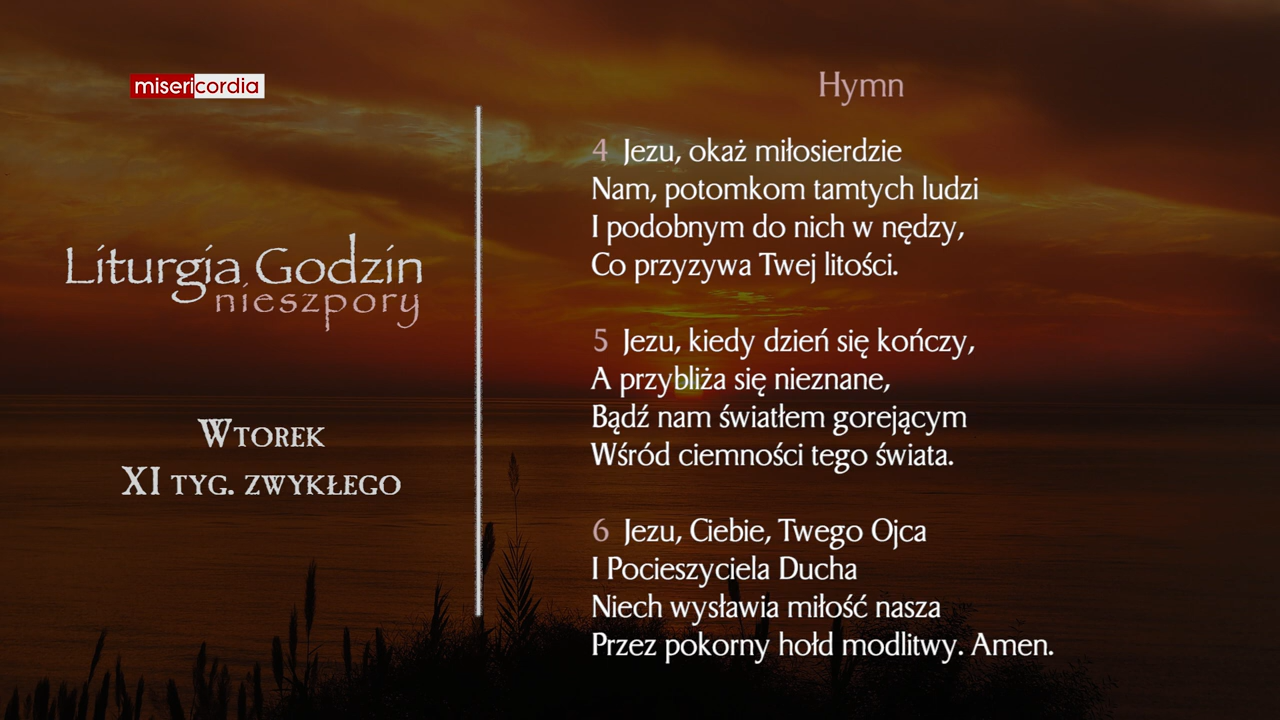 misericordia
Liturgia Godzin
nieszpory
Wtorek
XI tyg. zwykłego
Hymn
4 Jezu, okaż miłosierdzie
Nam, potomkom tamtych ludzi
I podobnym do nich w nędzy,
Co przyzywa Twej litości.
5 Jezu, kiedy dzień się kończy,
A przybliża się nieznane,
Bądź nam światłem gorejącym
Wśród ciemności tego świata.
6 Jezu, Ciebie, Twego Ojca
I Pocieszyciela Ducha
Niech wysławia miłość nasza
Przez pokorny hołd modlitwy. Amen.